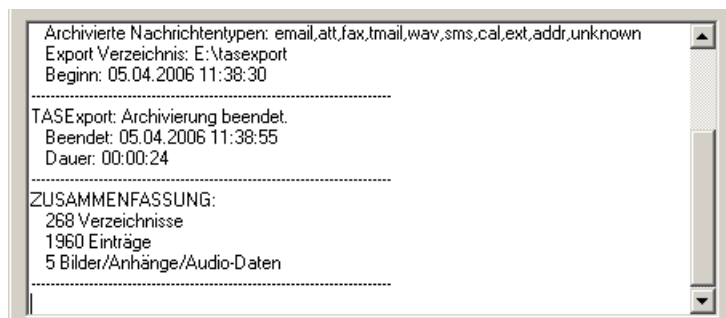 Archivierte Nachrichtentypen: email,att,fax,tmail,wav,sms,cal,ext,addr,unknown
Export Verzeichnis: E:\tasexport
Beginn: 05.04.2006 11:38:30
--------------------------------------------------------------------------------
TASExport: Archivierung beendet.
Beendet: 05.04.2006 11:38:55
Dauer: 00:00:24
--------------------------------------------------------------------------------
ZUSAMMENFASSUNG:
268 Verzeichnisse
1960 Einträge
5 Bilder/Anhänge/Audio-Daten
--------------------------------------------------------------------------------